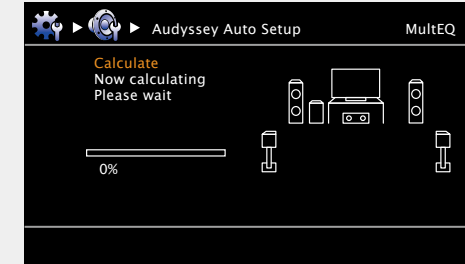 Audyssey Auto Setup MultEQ
Calculate
Now calculating
Please wait
0%